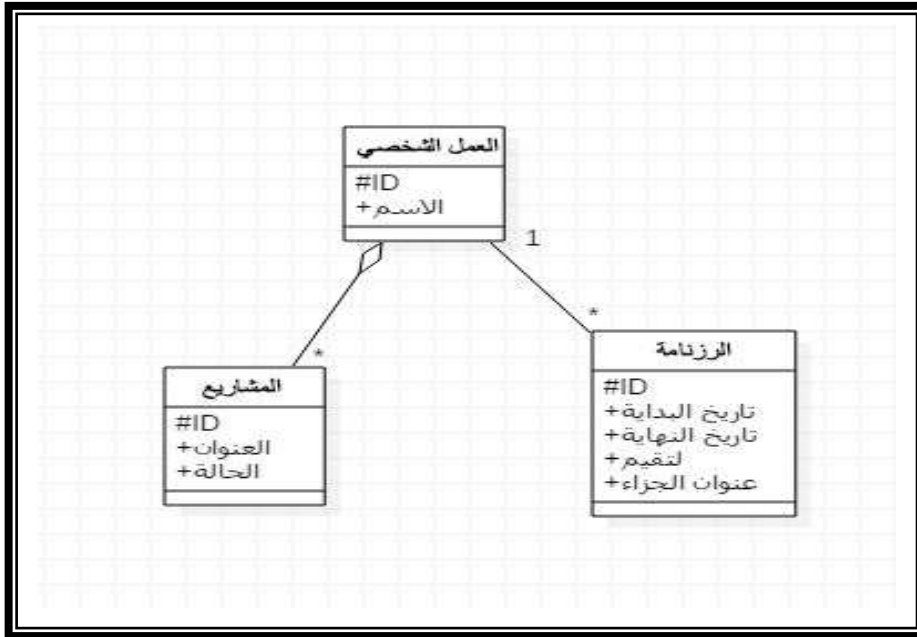 العمل الشخصي
#ID
+الاسم
1
*
*
الرزنامة
#ID
+تاريخ البداية
+تاريخ النهاية
+لتقيم
+عنوان الجزاء
المشاريع
#ID
+العنوان
+الحالة